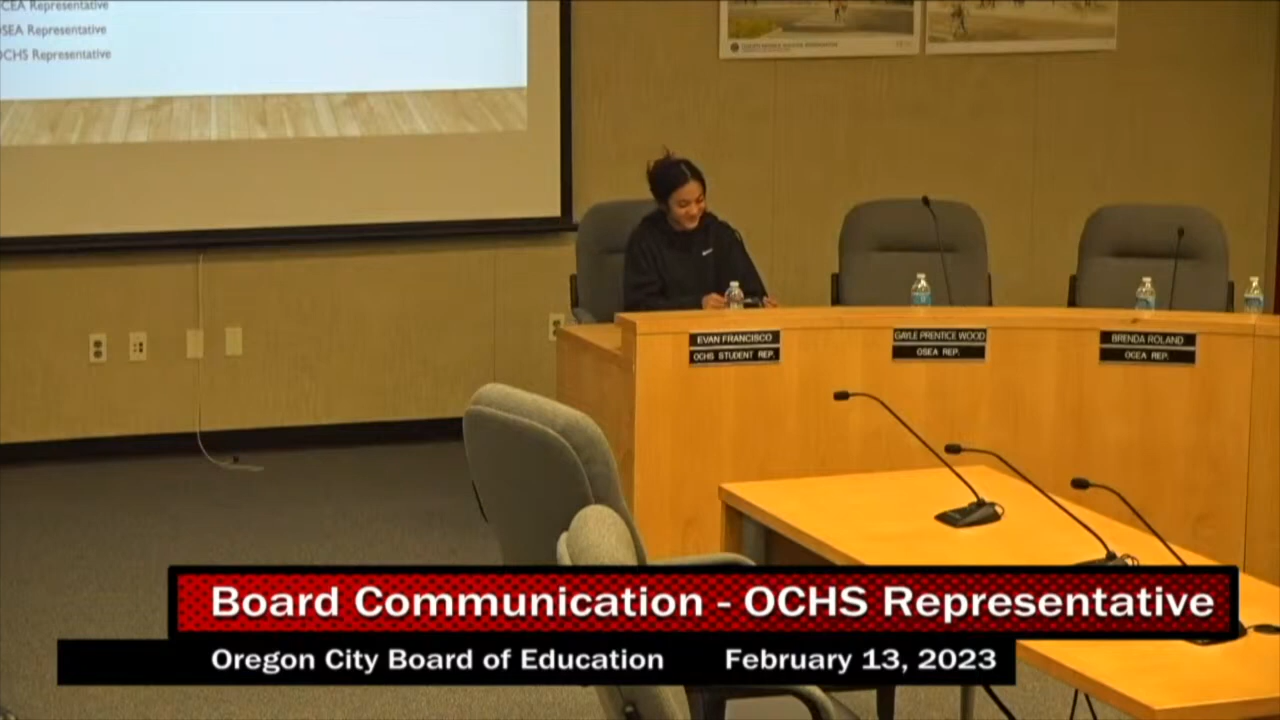 CEA Representative
SEA Representative
OCHS Representative
EVAN FRANCISCO
OCHS STUDENT REP.
GAYLE PRENTICE WOOD
OSEA REP.
BRENDA ROLAND
OCEA REP.
Board Communication - OCHS Representative
Oregon City Board of Education February 13, 2023